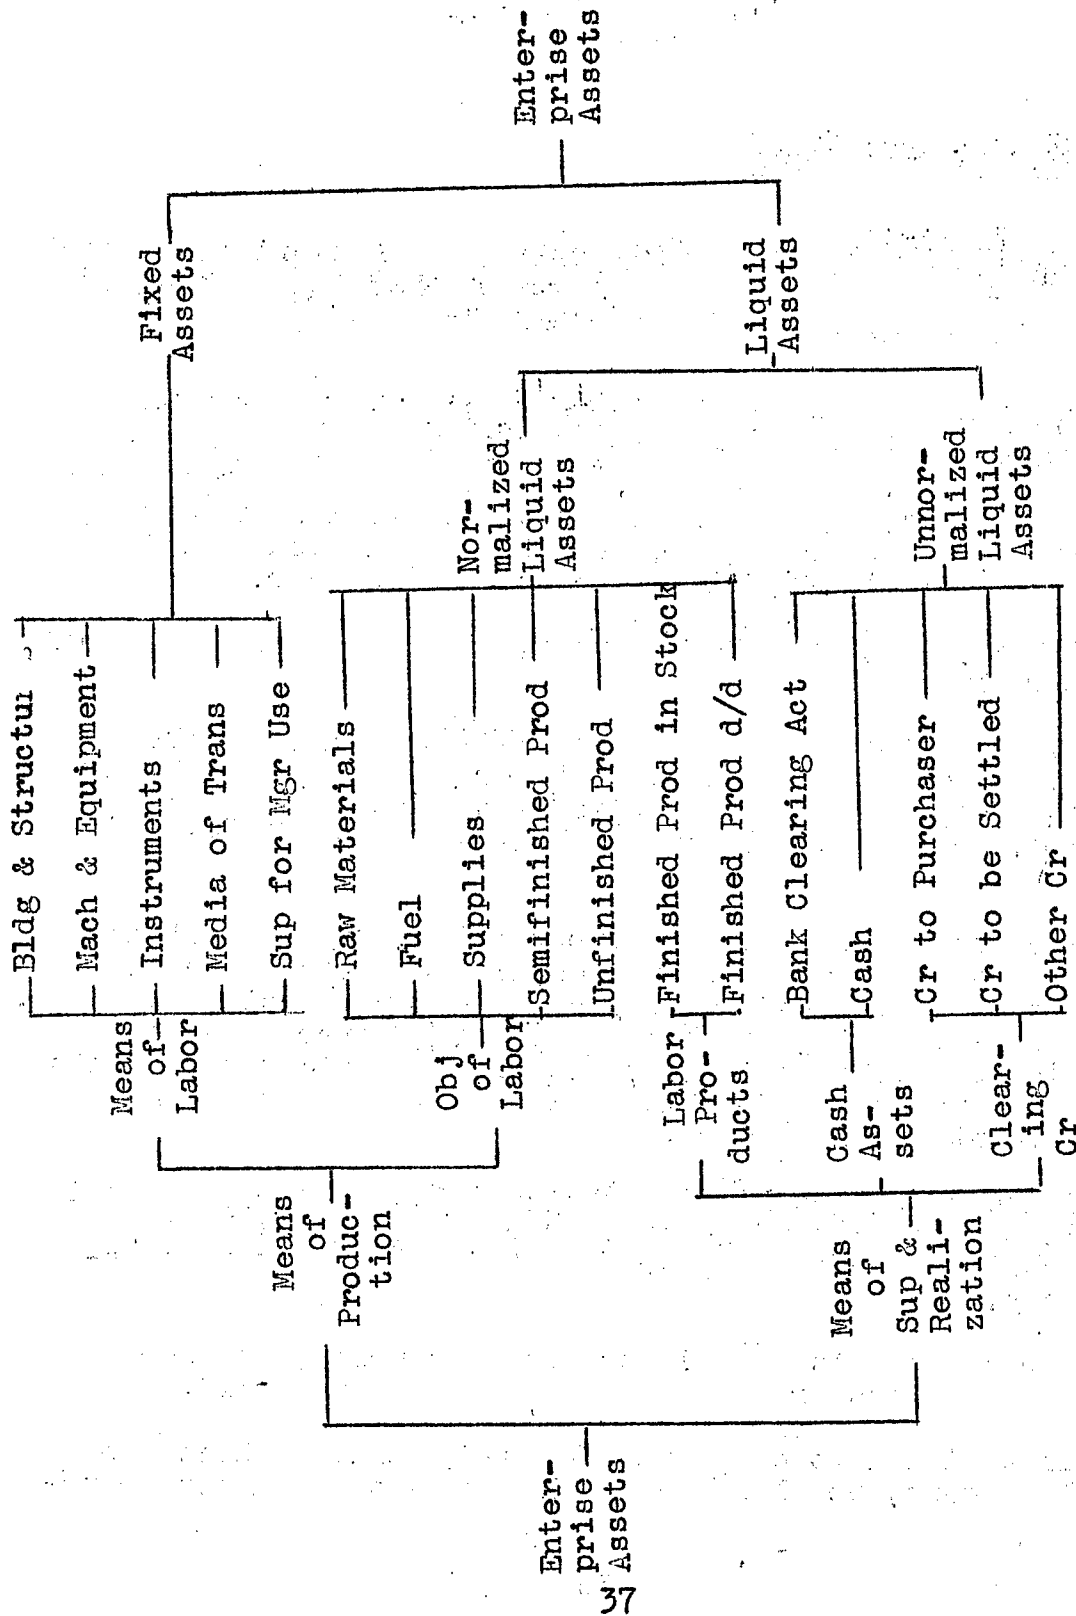 Enter-
prise
Assets
Means
of
Produc-
tion
Means
of
Sup &
Reali-
zation
Means
of
Labor
Obj
of
Labor
Labor
Pro-
ducts
Cash
As-
sets
Clear-
ing
Cr
Bldg & Structur
Mach & Equipment
Instruments
Media of Trans
Sup for Mgr Use
Raw Materials
Fuel
Supplies
Semifinished Prod
Unfinished Prod
Finished Prod in Stock
Finished Prod d/d
Bank Clearing Act
Cash
Cr to Purchaser
Cr to be Settled
Other Cr
Nor-
malized
Liquid
Assets
Unnor-
malized
Liquid
Assets
Fixed
Assets
Liquid
Assets
Enter-
prise
Assets
37